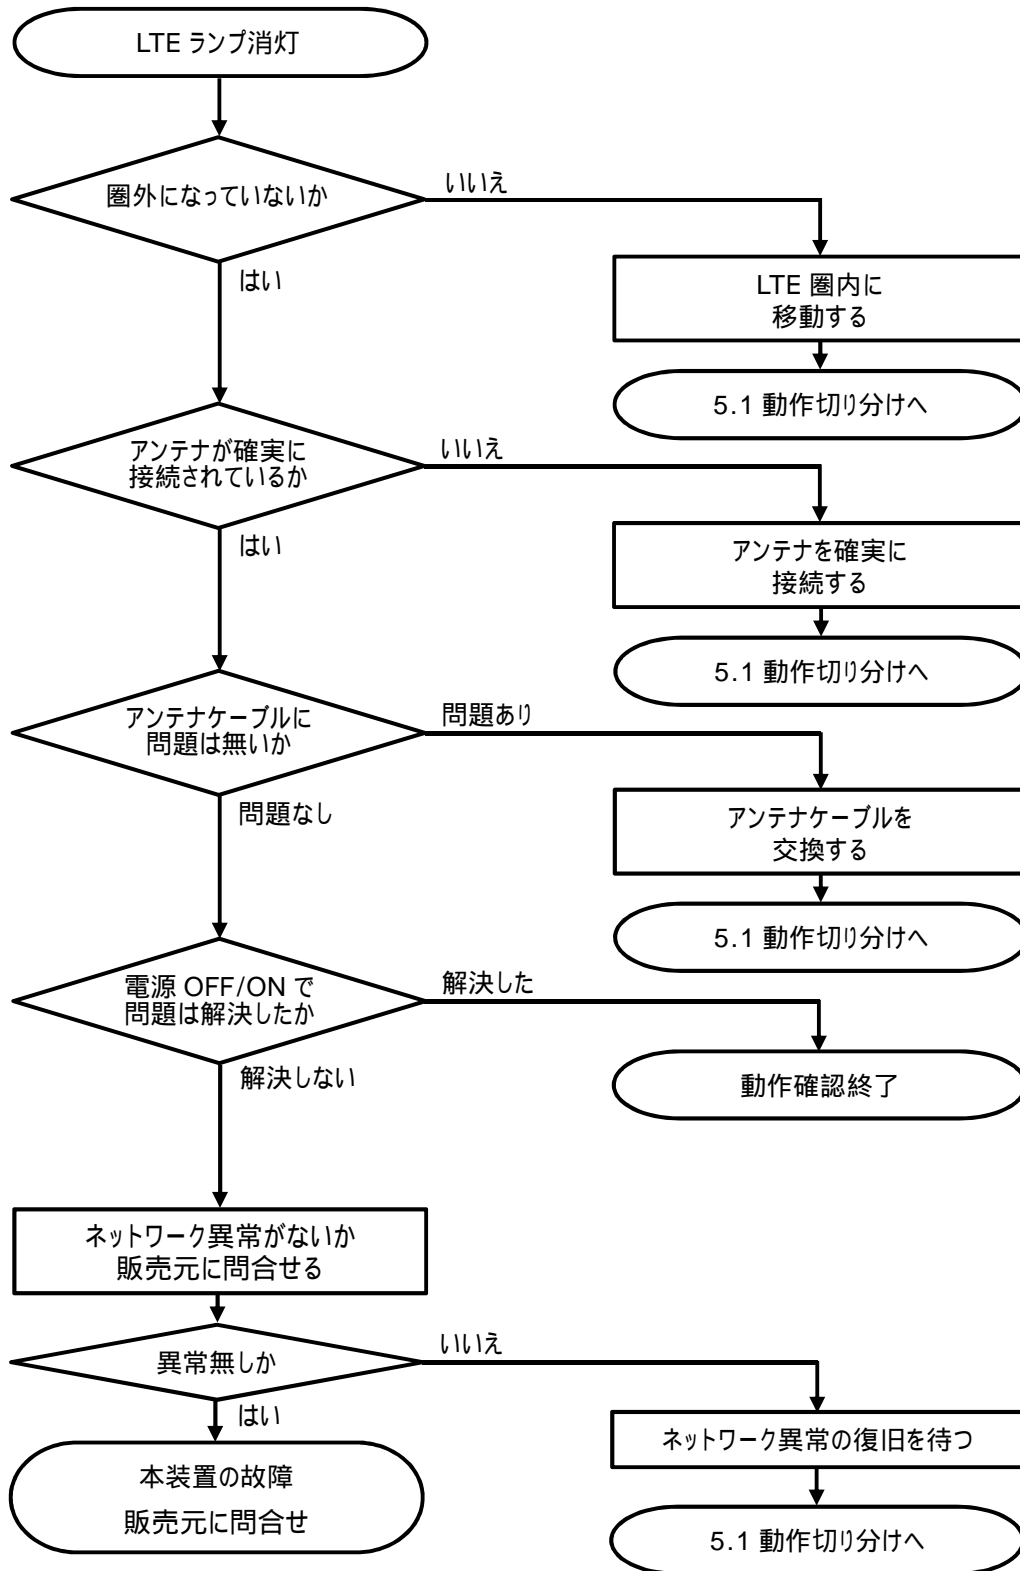 LTE ランプ消灯
圏外になっていないか
いいえ
はい
LTE 圏内に
移動する
5.1 動作切り分けへ
アンテナが確実に
接続されているか
いいえ
はい
アンテナを確実に
接続する
5.1 動作切り分けへ
アンテナケーブルに
問題は無いか
問題あり
問題なし
アンテナケーブルを
交換する
5.1 動作切り分けへ
電源 OFF/ON で
問題は解決したか
解決した
解決しない
動作確認終了
ネットワーク異常がないか
販売元に問合せる
異常無しか
いいえ
はい
ネットワーク異常の復旧を待つ
本装置の故障
販売元に問合せ
5.1 動作切り分けへ